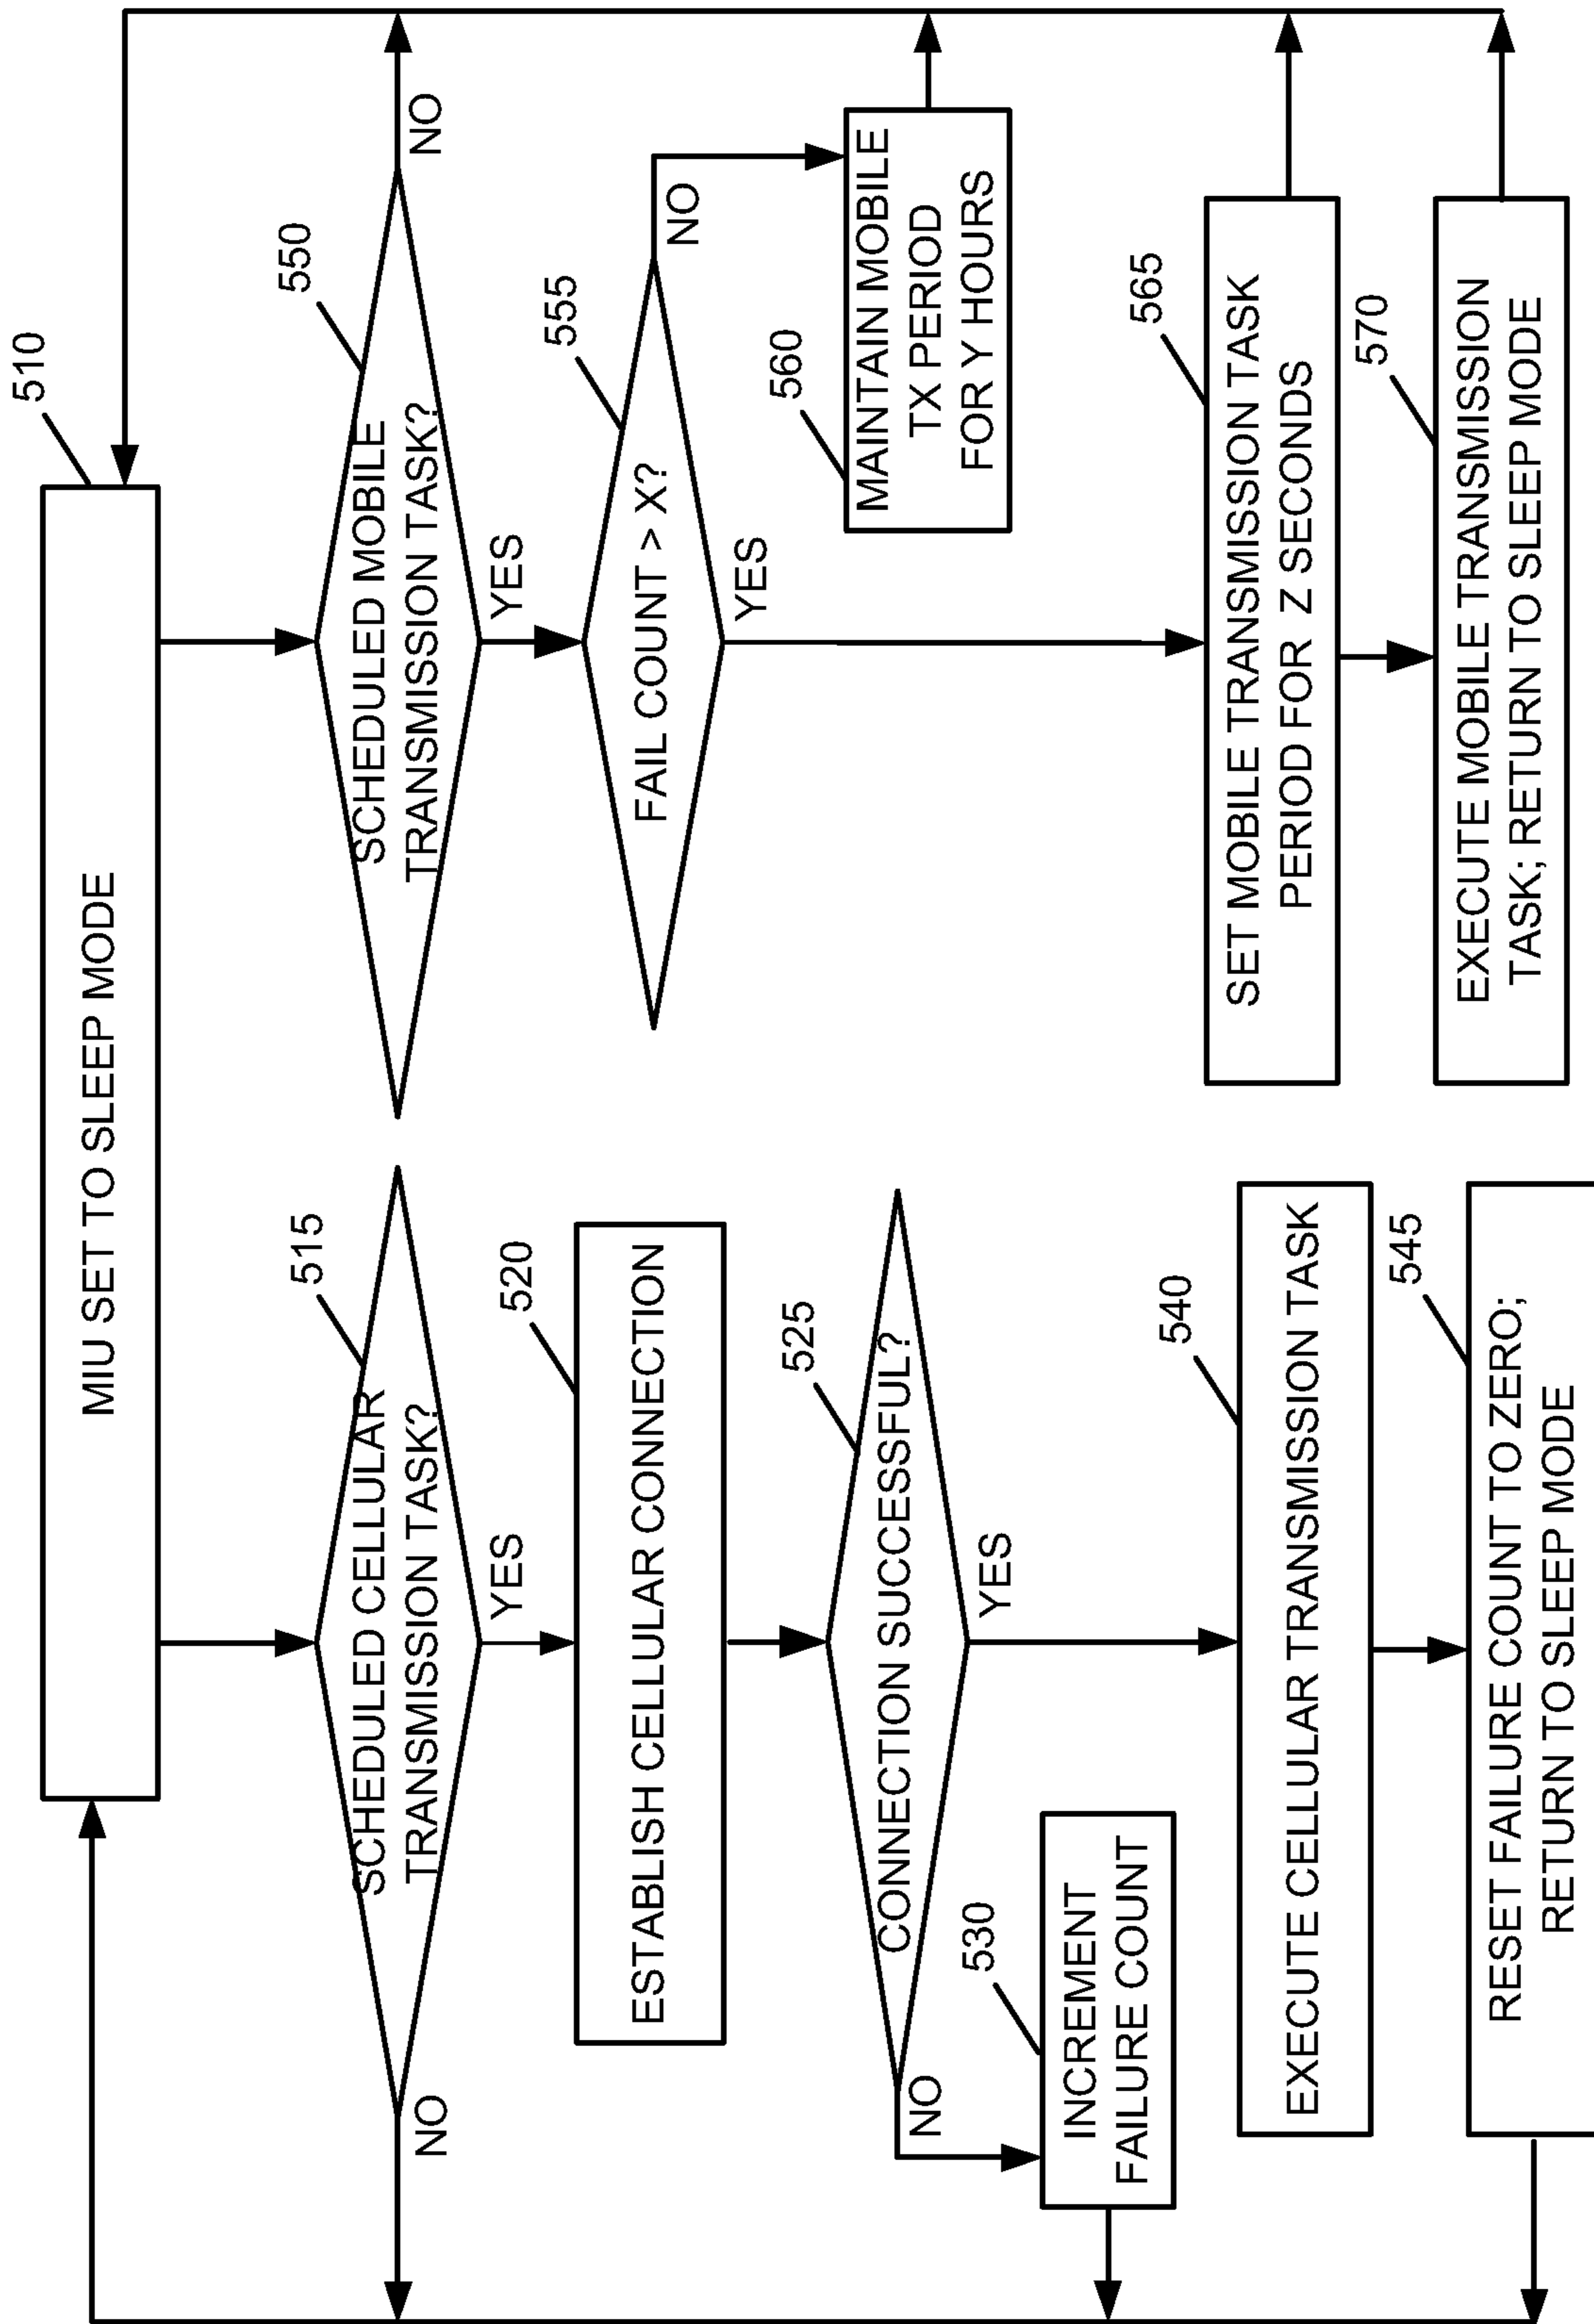 510
MIU SET TO SLEEP MODE
515
SCHEDULED CELLULAR
TRANSMISSION TASK?
NO
YES
520
ESTABLISH CELLULAR CONNECTION
525
CONNECTION SUCCESSFUL?
NO
YES
530
INCREMENT
FAILURE COUNT
540
EXECUTE CELLULAR TRANSMISSION TASK
545
RESET FAILURE COUNT TO ZERO;
RETURN TO SLEEP MODE
550
SCHEDULED MOBILE
TRANSMISSION TASK?
NO
YES
555
FAIL COUNT > X?
NO
YES
560
MAINTAIN MOBILE
TX PERIOD
FOR Y HOURS
565
SET MOBILE TRANSMISSION TASK
PERIOD FOR Z SECONDS
570
EXECUTE MOBILE TRANSMISSION
TASK; RETURN TO SLEEP MODE